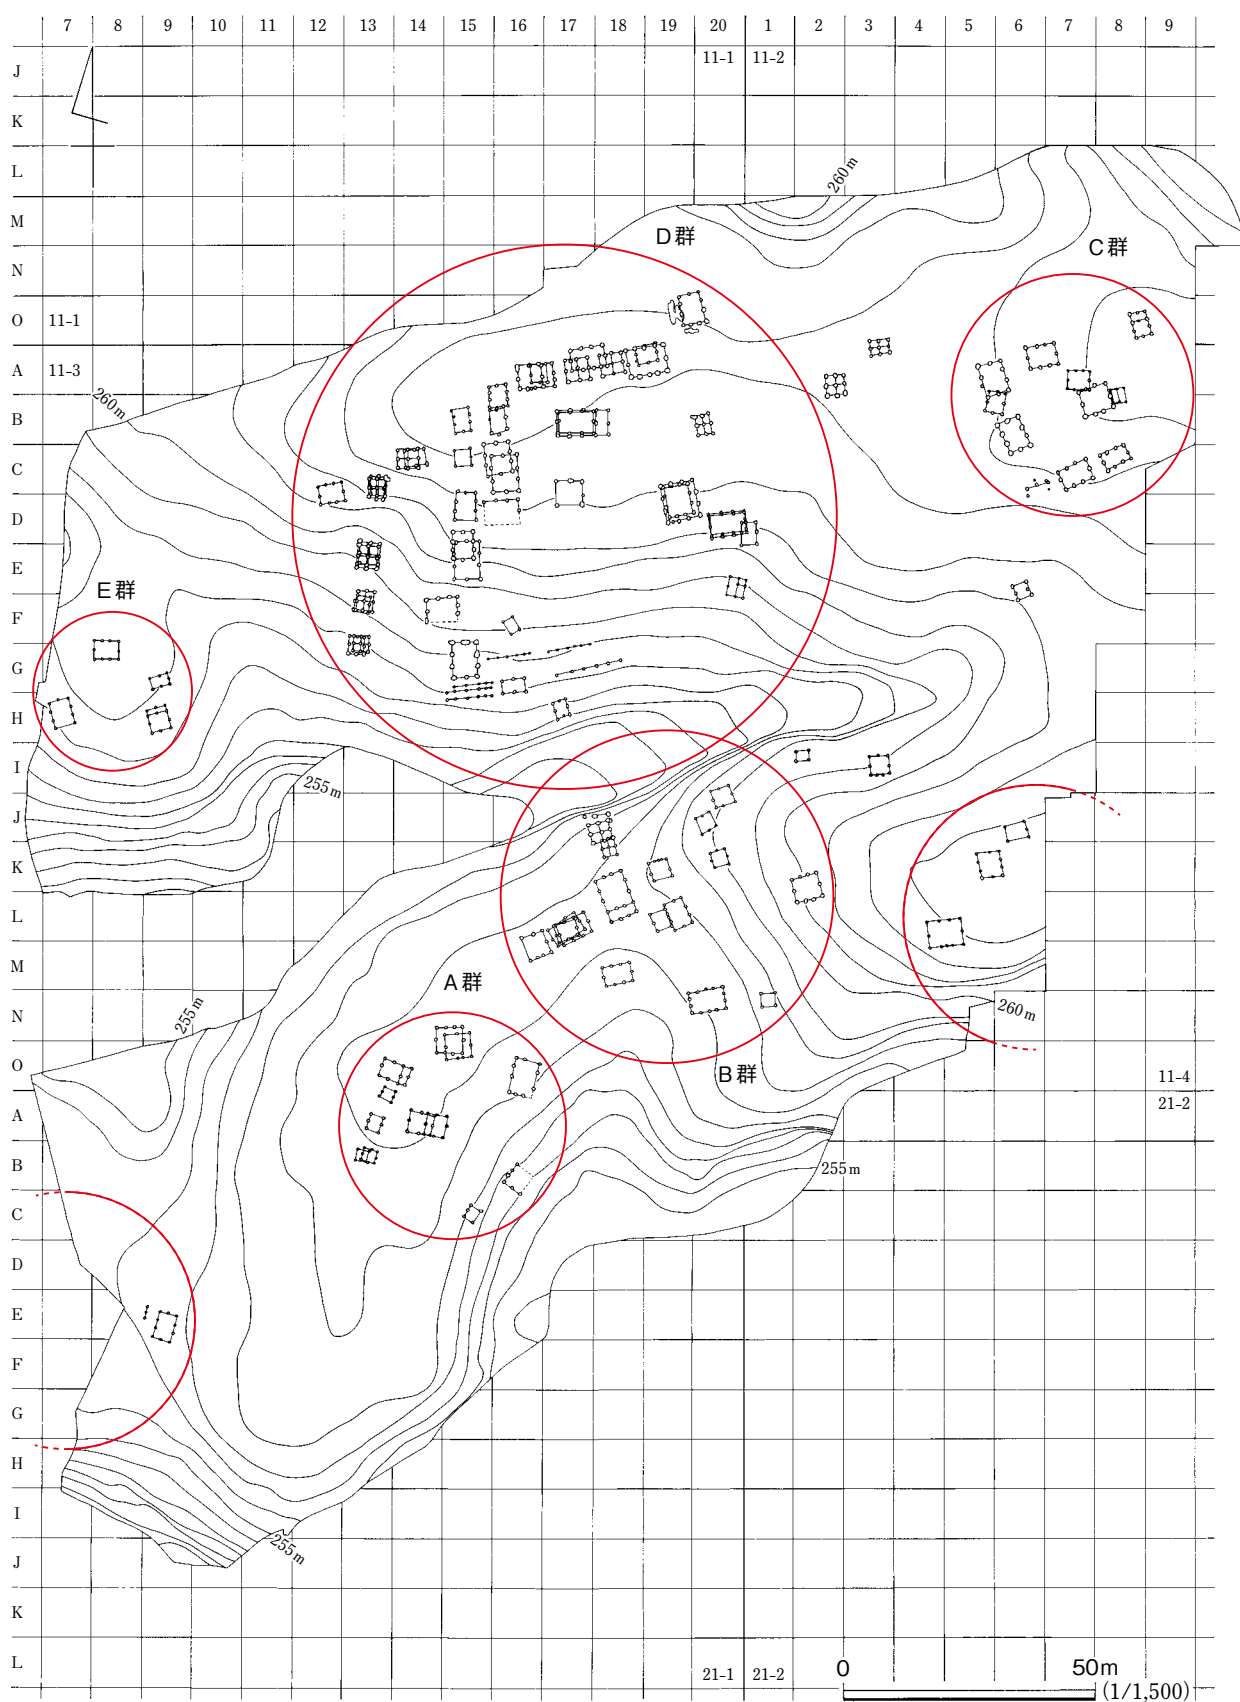 7 8 9 10 11 12 13 14 15 16 17 18 19 20 1 2 3 4 5 6 7 8 9
11-1 11-2
J
K
L
260m
M
D群
C群
N
O 11-1
A 11-3
260m
B
C
D
E
E群
F
G
H
I
255m
J
K
L
M
A群
N
255m
260m
O
B群
11-4
A
21-2
B
255m
C
D
E
F
G
H
I
255m
J
K
L
21-1 21-2
0 50m
(1/1,500)